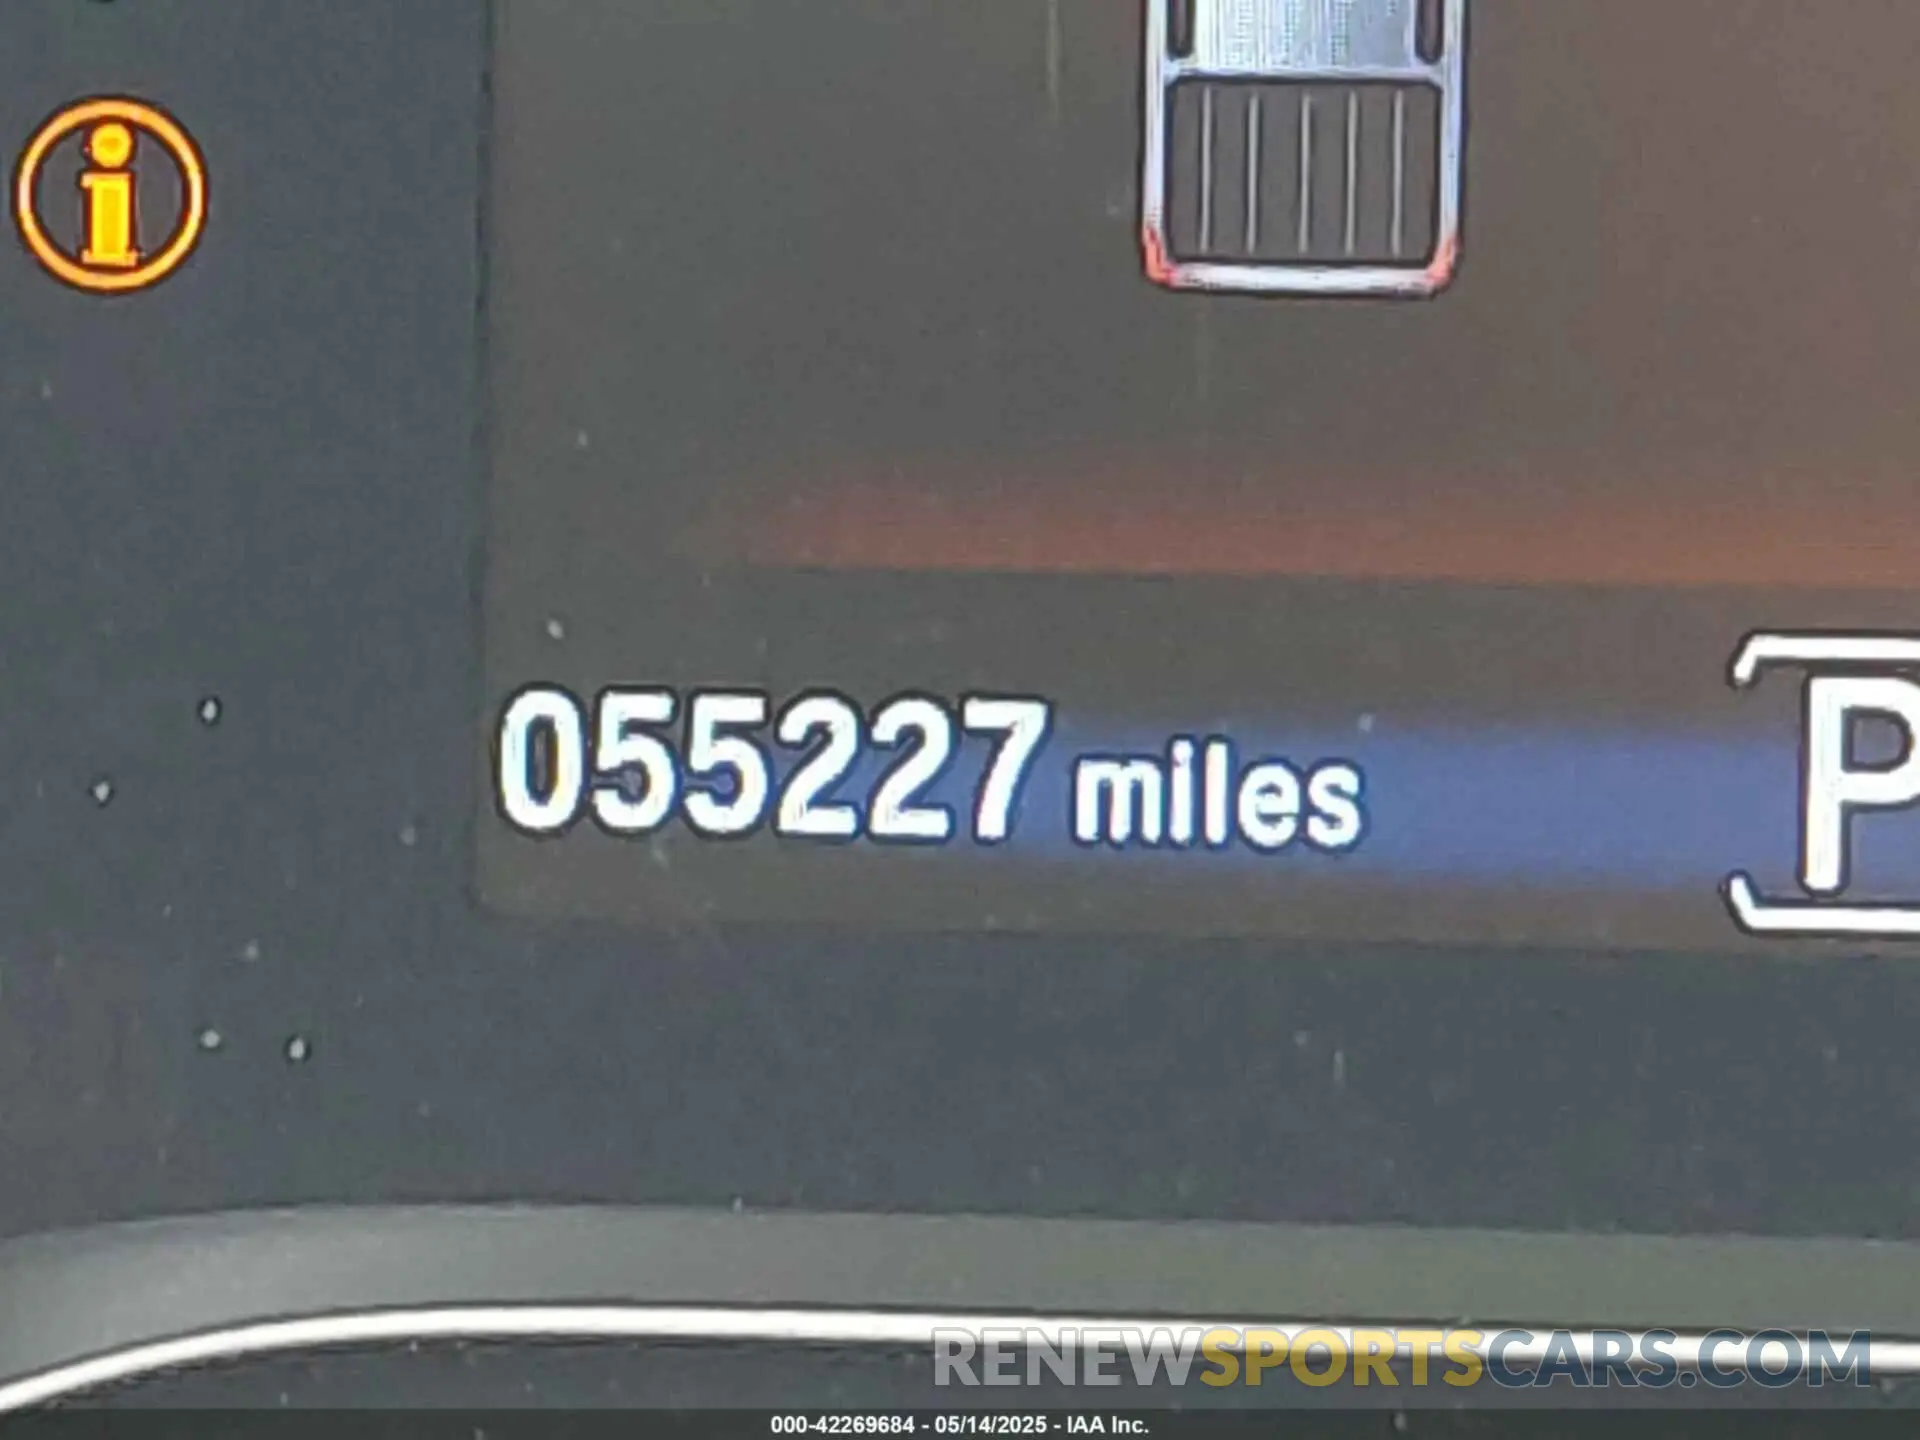 i
055227 miles
P
RENEWSPORTSCARS.COM
000-42269684 - 05/14/2025 - IAA Inc.